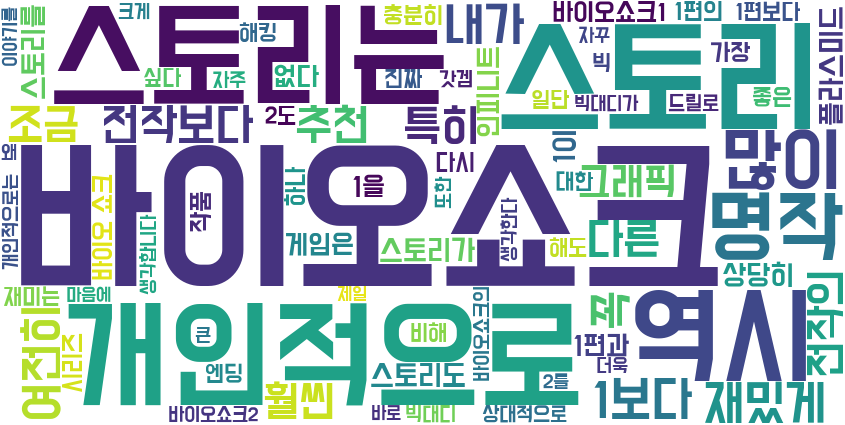 이야기를
크게
스토리를
스토리는
해킹
싶다
자주
없다
충분히
진짜
내가
갓겜
바이오쇼크1
자꾸
빅
1편의
1편보다
가장
스토리
인피니트
일단
빅대디가
드릴로
좋은
플라스미드
조금
전작보다
2도
추천
특히
바이오쇼크
개인적으로는
바이오 쇼크
생각합니다
작품
1을
하나
게임은
또한
다시
스토리가
생각한다
1이
대한
그래픽
해도
다른
많이
명작
상당히
재미는
마음에
제일
여전히
시리즈
개인적으로
큰
엔딩
훨씬
비해
스토리도
바이오쇼크의
2를
쭉
1편과
더욱
역시
전작인
바이오쇼크2
바로
빅대디
상대적으로
1보다
재밌게